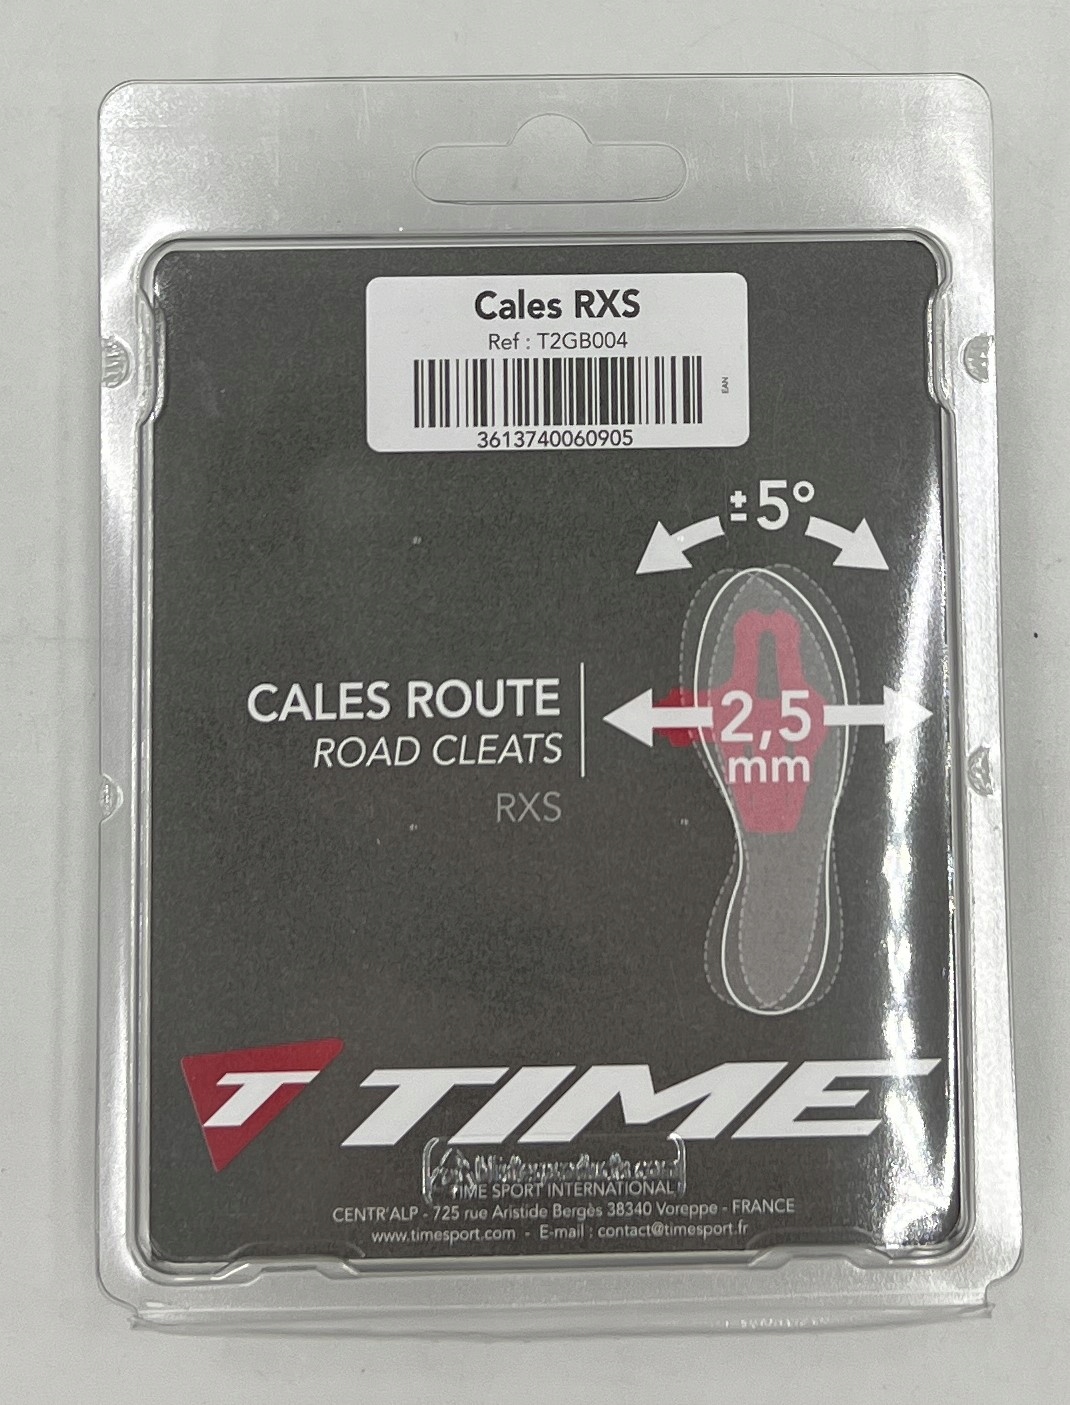 Cales RXS
Ref : T2GB004
EAN
3613740060905
±5°
CALES ROUTE
ROAD CLEATS
RXS
2,5
mm
T TIME
TIME SPORT INTERNATIONAL
CENTR'ALP - 725 rue Aristide Bergès 38340 Voreppe - FRANCE
www.timesport.com - E-mail : contact@timesport.fr